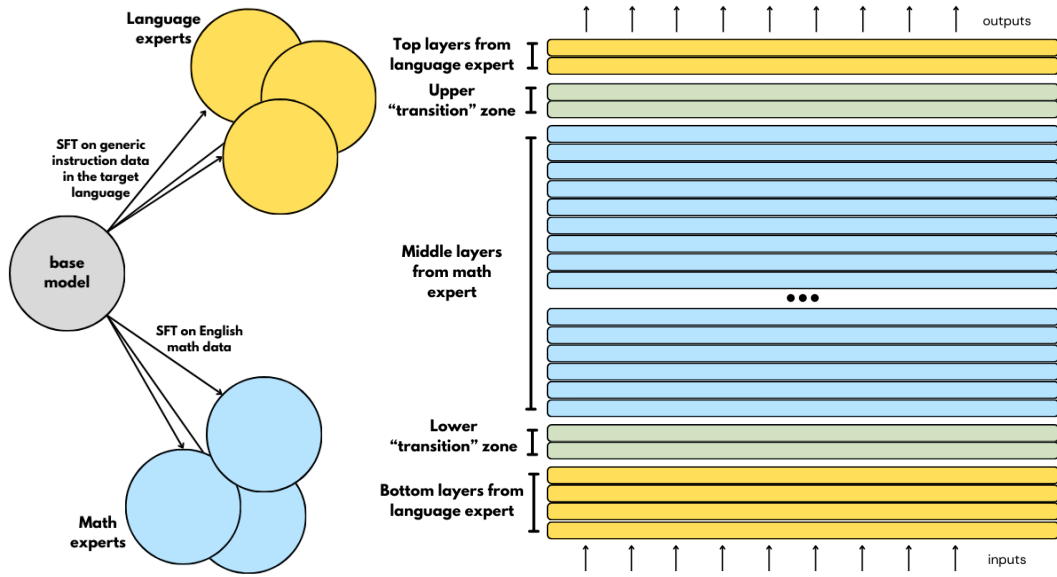 Language
experts
SFT on generic
instruction data
in the target
language
base
model
SFT on English
math data
Math
experts
outputs
Top layers from
language expert
Upper
“transition” zone
Middle layers
from math
expert
Lower
“transition” zone
Bottom layers from
language expert
inputs